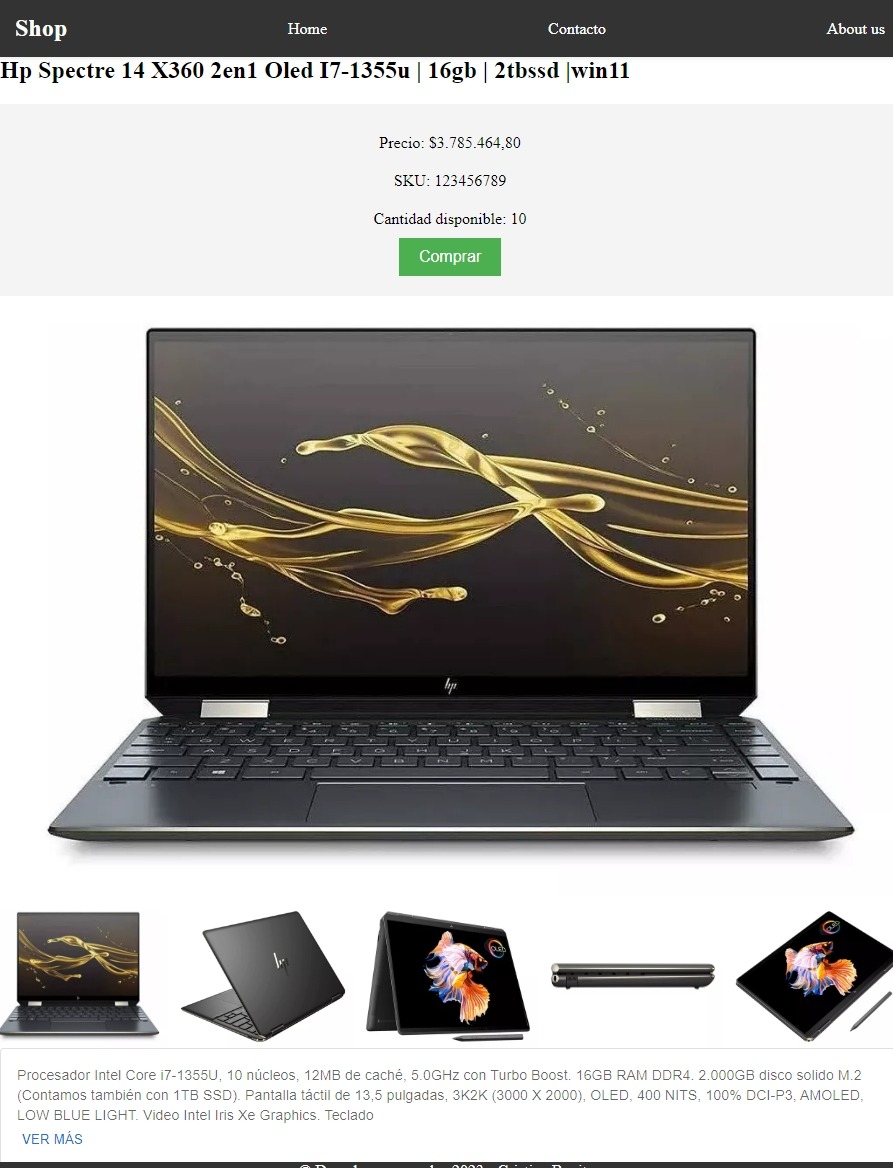 Shop Home Contacto About us
Hp Spectre 14 X360 2en1 Oled I7-1355u | 16gb | 2tbssd |win11
Precio: $3.785.464,80
SKU: 123456789
Cantidad disponible: 10
Comprar
hp
hp
OLED
OLED
Procesador Intel Core i7-1355U, 10 núcleos, 12MB de caché, 5.0GHz con Turbo Boost. 16GB RAM DDR4. 2.000GB disco solido M.2
(Contamos también con 1TB SSD). Pantalla táctil de 13,5 pulgadas, 3K2K (3000 X 2000), OLED, 400 NITS, 100% DCI-P3, AMOLED,
LOW BLUE LIGHT. Video Intel Iris Xe Graphics. Teclado
VER MÁS